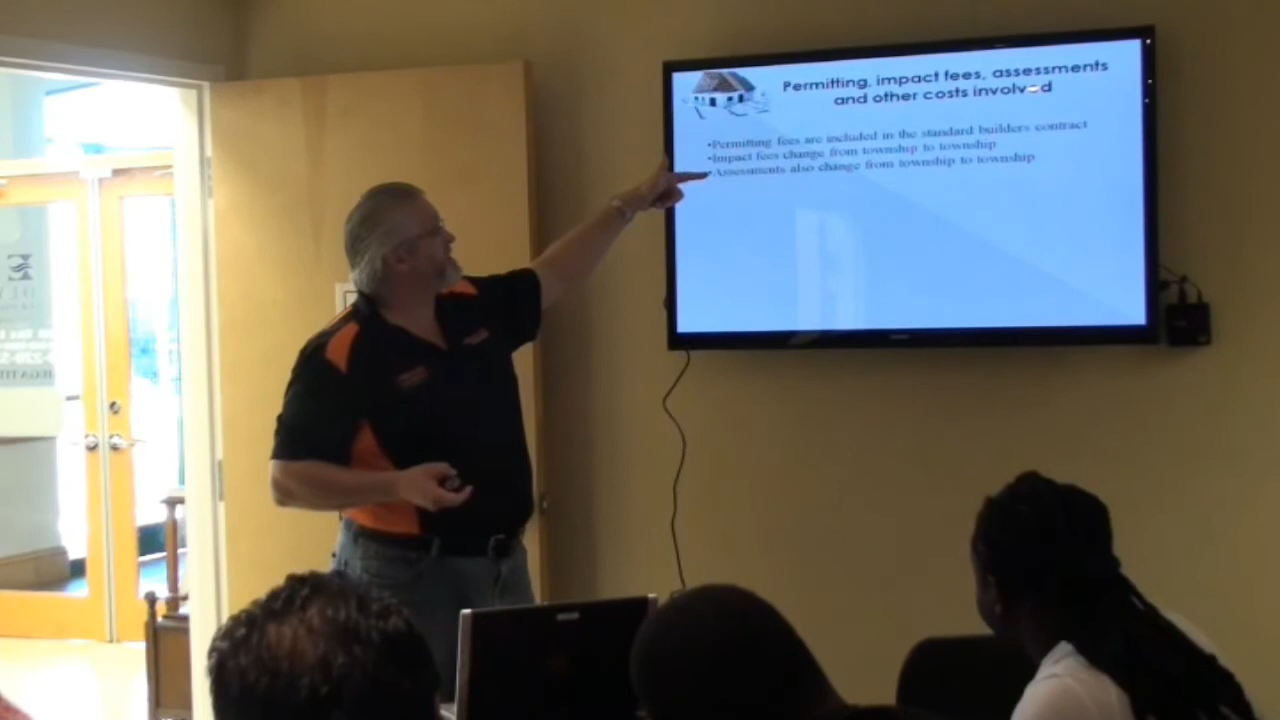 Permitting, impact fees, assessments
and other costs involved
•Permitting fees are included in the standard builders contract
•Impact fees change from township to township
•Assessments also change from township to township